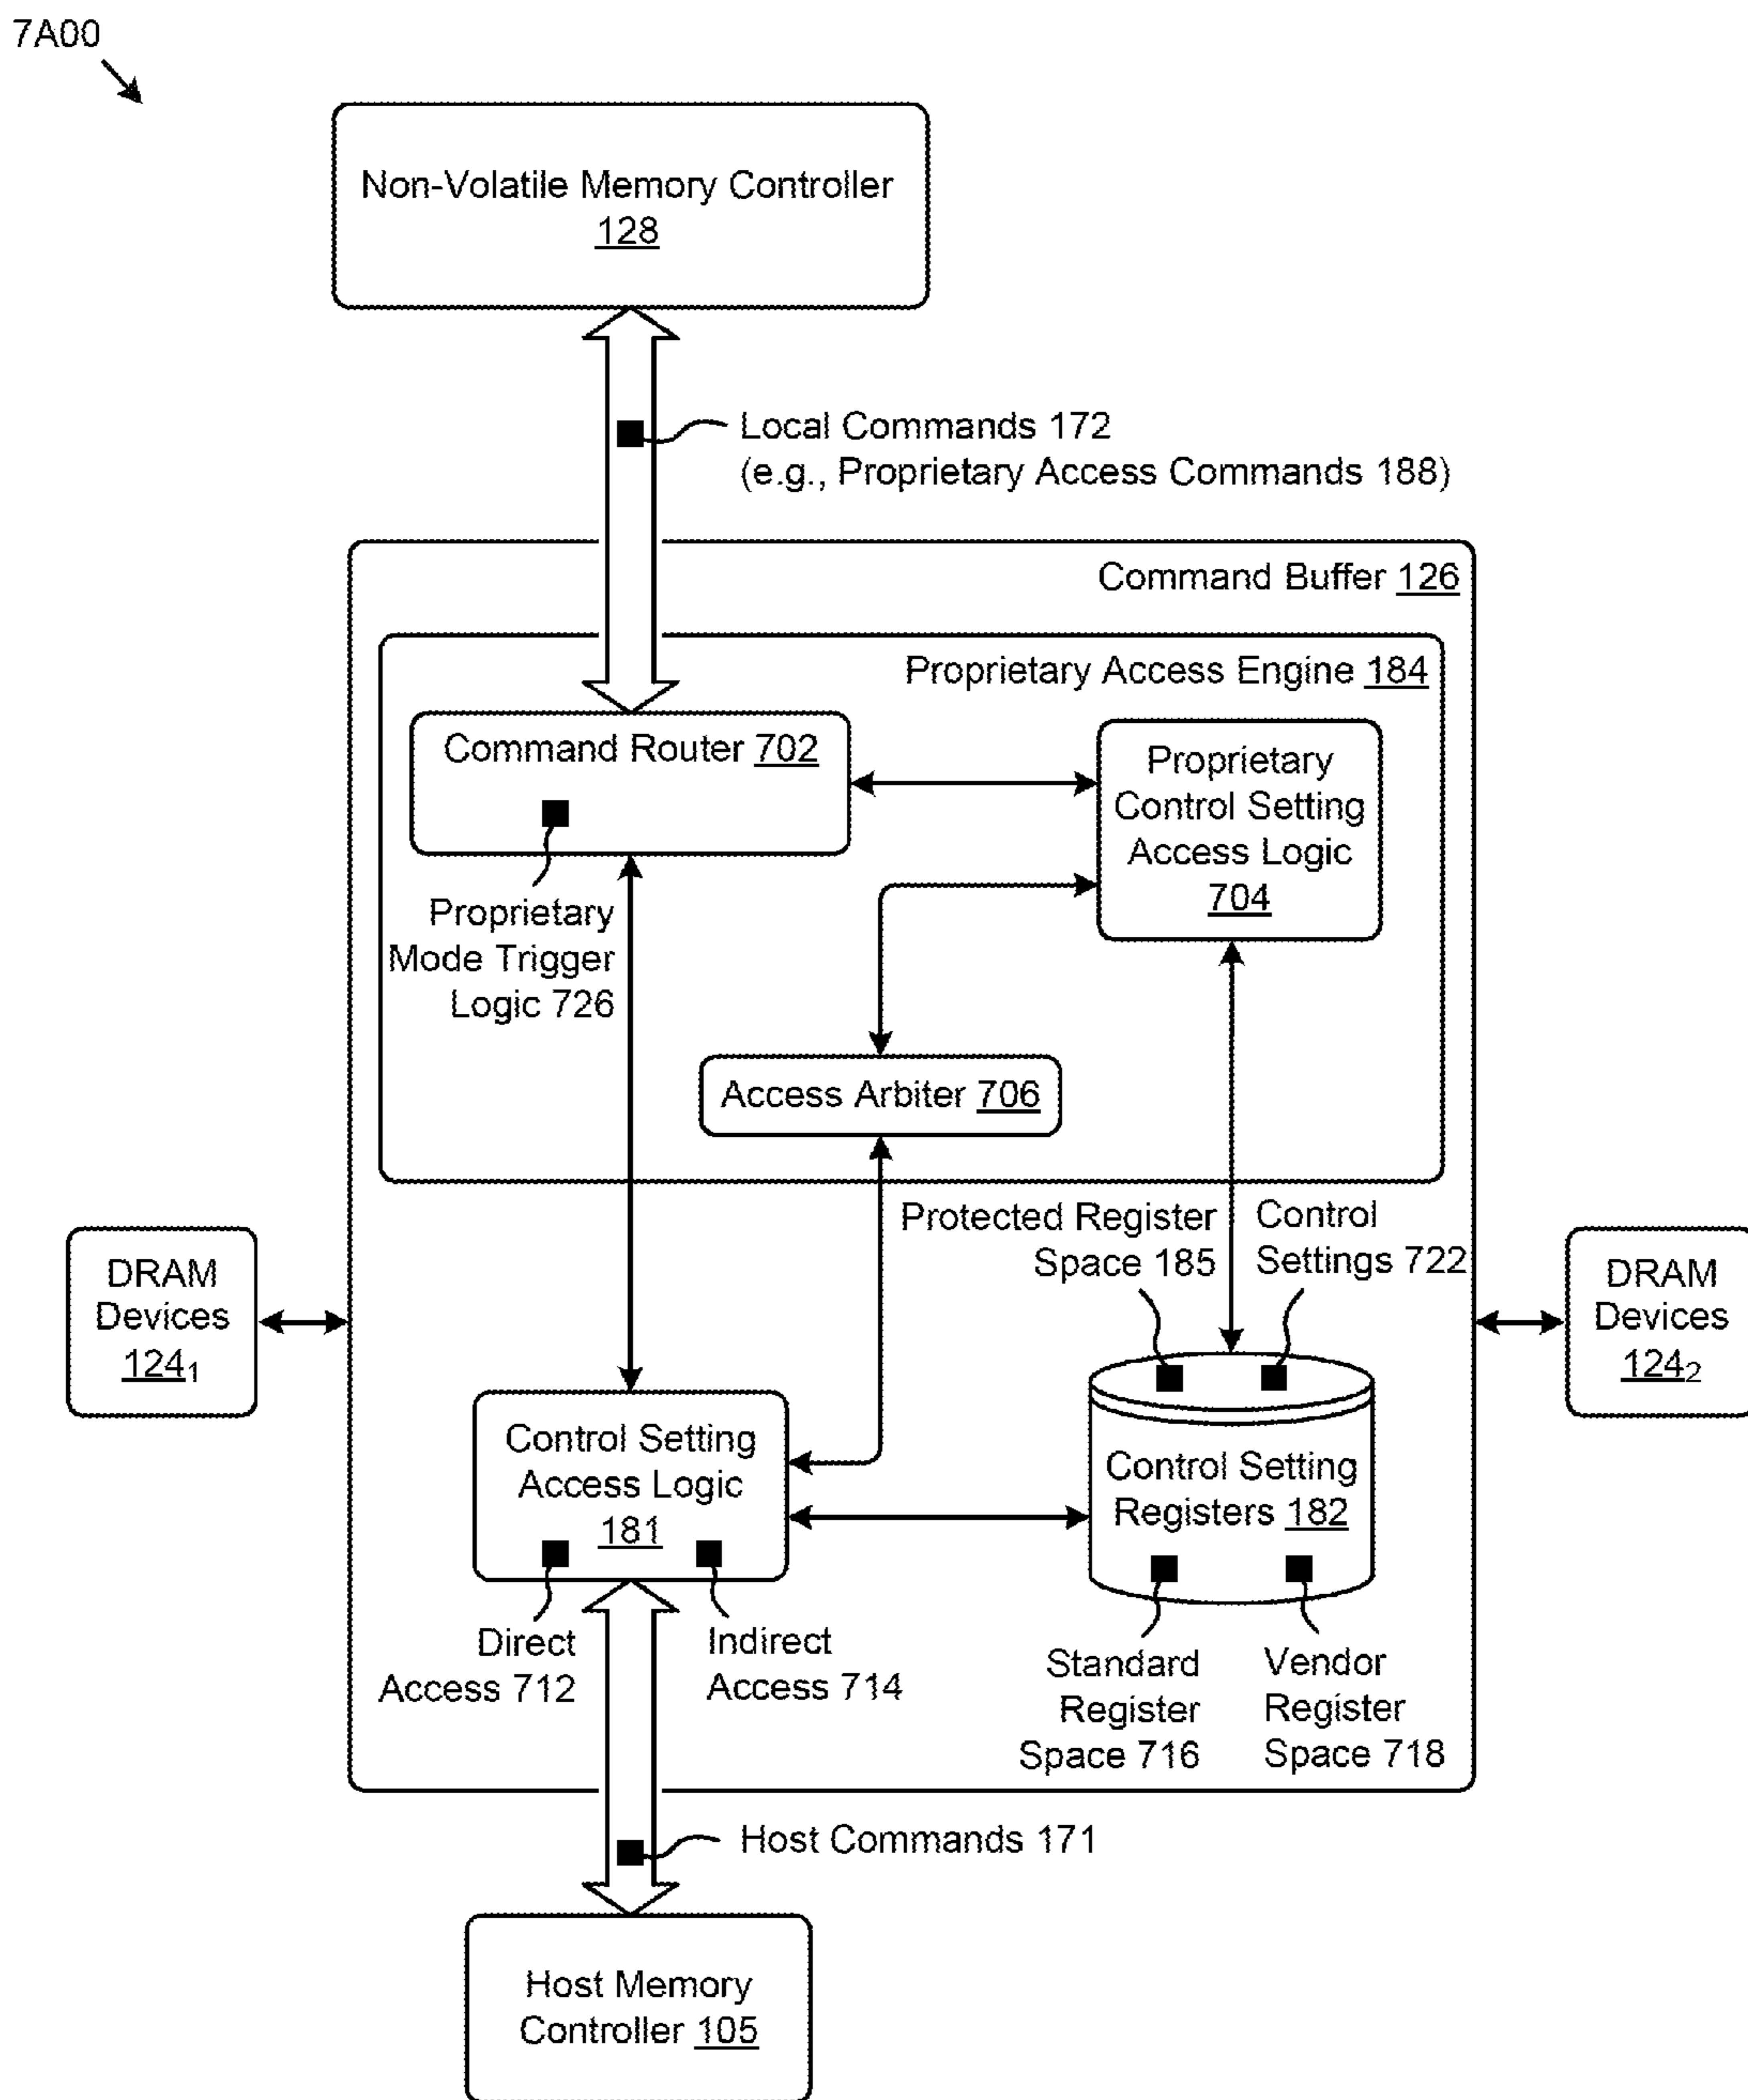 7A00
Non-Volatile Memory Controller
128
Local Commands 172
(e.g., Proprietary Access Commands 188)
Command Buffer 126
Proprietary Access Engine 184
Command Router 702
Proprietary
Control Setting
Access Logic
704
Proprietary
Mode Trigger
Logic 726
Access Arbiter 706
Protected Register
Space 185
Control
Settings 722
DRAM
Devices
124₁
DRAM
Devices
124₂
Control Setting
Access Logic
181
Control Setting
Registers 182
Direct
Access 712
Indirect
Access 714
Standard
Register
Space 716
Vendor
Register
Space 718
Host Commands 171
Host Memory
Controller 105